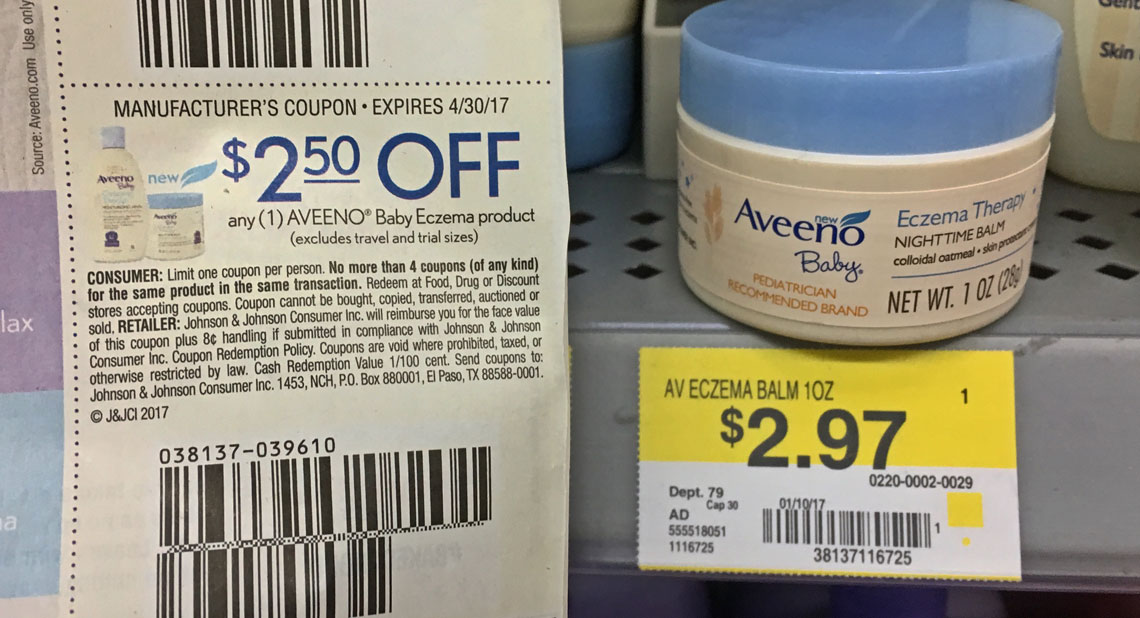 Source: Aveeno.com Use only
lax
MANUFACTURER'S COUPON • EXPIRES 4/30/17
Aveeno
Baby
new
$2.50 OFF
any (1) AVEENO® Baby Eczema product
(excludes travel and trial sizes)
CONSUMER: Limit one coupon per person. No more than 4 coupons (of any kind)
for the same product in the same transaction. Redeem at Food, Drug or Discount
stores accepting coupons. Coupon cannot be bought, copied, transferred, auctioned or
sold. RETAILER: Johnson & Johnson Consumer Inc. will reimburse you for the face value
of this coupon plus 8¢ handling if submitted in compliance with Johnson & Johnson
Consumer Inc. Coupon Redemption Policy. Coupons are void where prohibited, taxed, or
otherwise restricted by law. Cash Redemption Value 1/100 cent. Send coupons to:
Johnson & Johnson Consumer Inc. 1453, NCH, P.O. Box 880001, El Paso, TX 88588-0001.
© J&JCI 2017
038137-039610
new
Aveeno
Baby®
PEDIATRICIAN
RECOMMENDED BRAND
Eczema Therapy
NIGHTTIME BALM
colloidal oatmeal • skin protectant
NET WT. 1 OZ (28g)
Skin
AV ECZEMA BALM 1OZ
1
$2.97
0220-0002-0029
Dept. 79
Cap 30
AD
555518051
1116725
01/10/17
1
38137116725